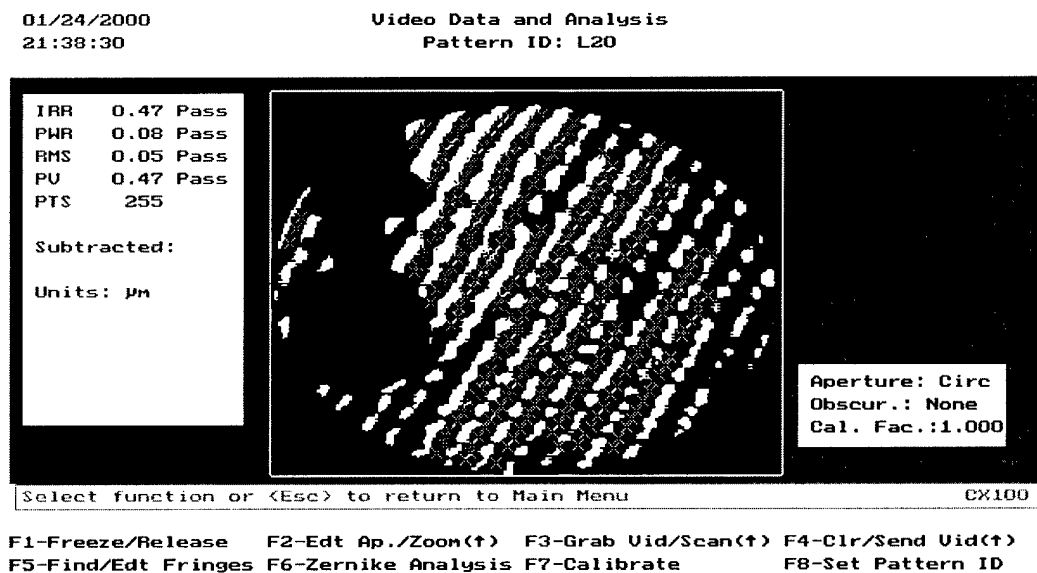 01/24/2000
21:38:30
Video Data and Analysis
Pattern ID: L20
IRR 0.47 Pass
PWR 0.08 Pass
RMS 0.05 Pass
PV 0.47 Pass
PTS 255
Subtracted:
Units: µm
Aperture: Circ
Obscur.: None
Cal. Fac.:1.000
Select function or <Esc> to return to Main Menu CX100
F1-Freeze/Release F2-Edt Ap./Zoom(↑) F3-Grab Vid/Scan(↑) F4-Clr/Send Vid(↑)
F5-Find/Edt Fringes F6-Zernike Analysis F7-Calibrate F8-Set Pattern ID